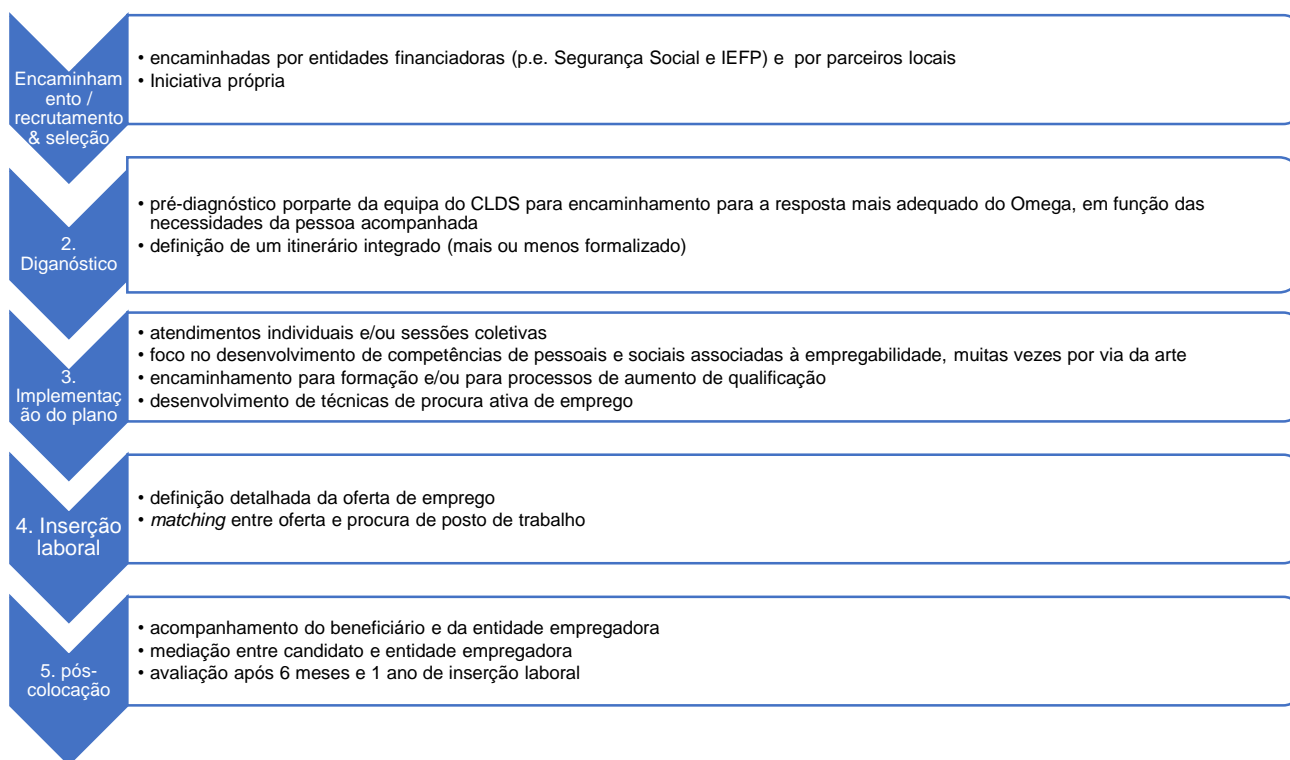 Encaminham
ento /
recrutamento
& seleção
• encaminhadas por entidades financiadoras (p.e. Segurança Social e IEFP) e  por parceiros locais
• Iniciativa própria
2.
Diganóstico
• pré-diagnóstico porparte da equipa do CLDS para encaminhamento para a resposta mais adequado do Omega, em função das
necessidades da pessoa acompanhada
• definição de um itinerário integrado (mais ou menos formalizado)
3.
Implementaç
ão do plano
• atendimentos individuais e/ou sessões coletivas
• foco no desenvolvimento de competências de pessoais e sociais associadas à empregabilidade, muitas vezes por via da arte
• encaminhamento para formação e/ou para processos de aumento de qualificação
• desenvolvimento de técnicas de procura ativa de emprego
4. Inserção
laboral
• definição detalhada da oferta de emprego
• matching entre oferta e procura de posto de trabalho
5. pós-
colocação
• acompanhamento do beneficiário e da entidade empregadora
• mediação entre candidato e entidade empregadora
• avaliação após 6 meses e 1 ano de inserção laboral